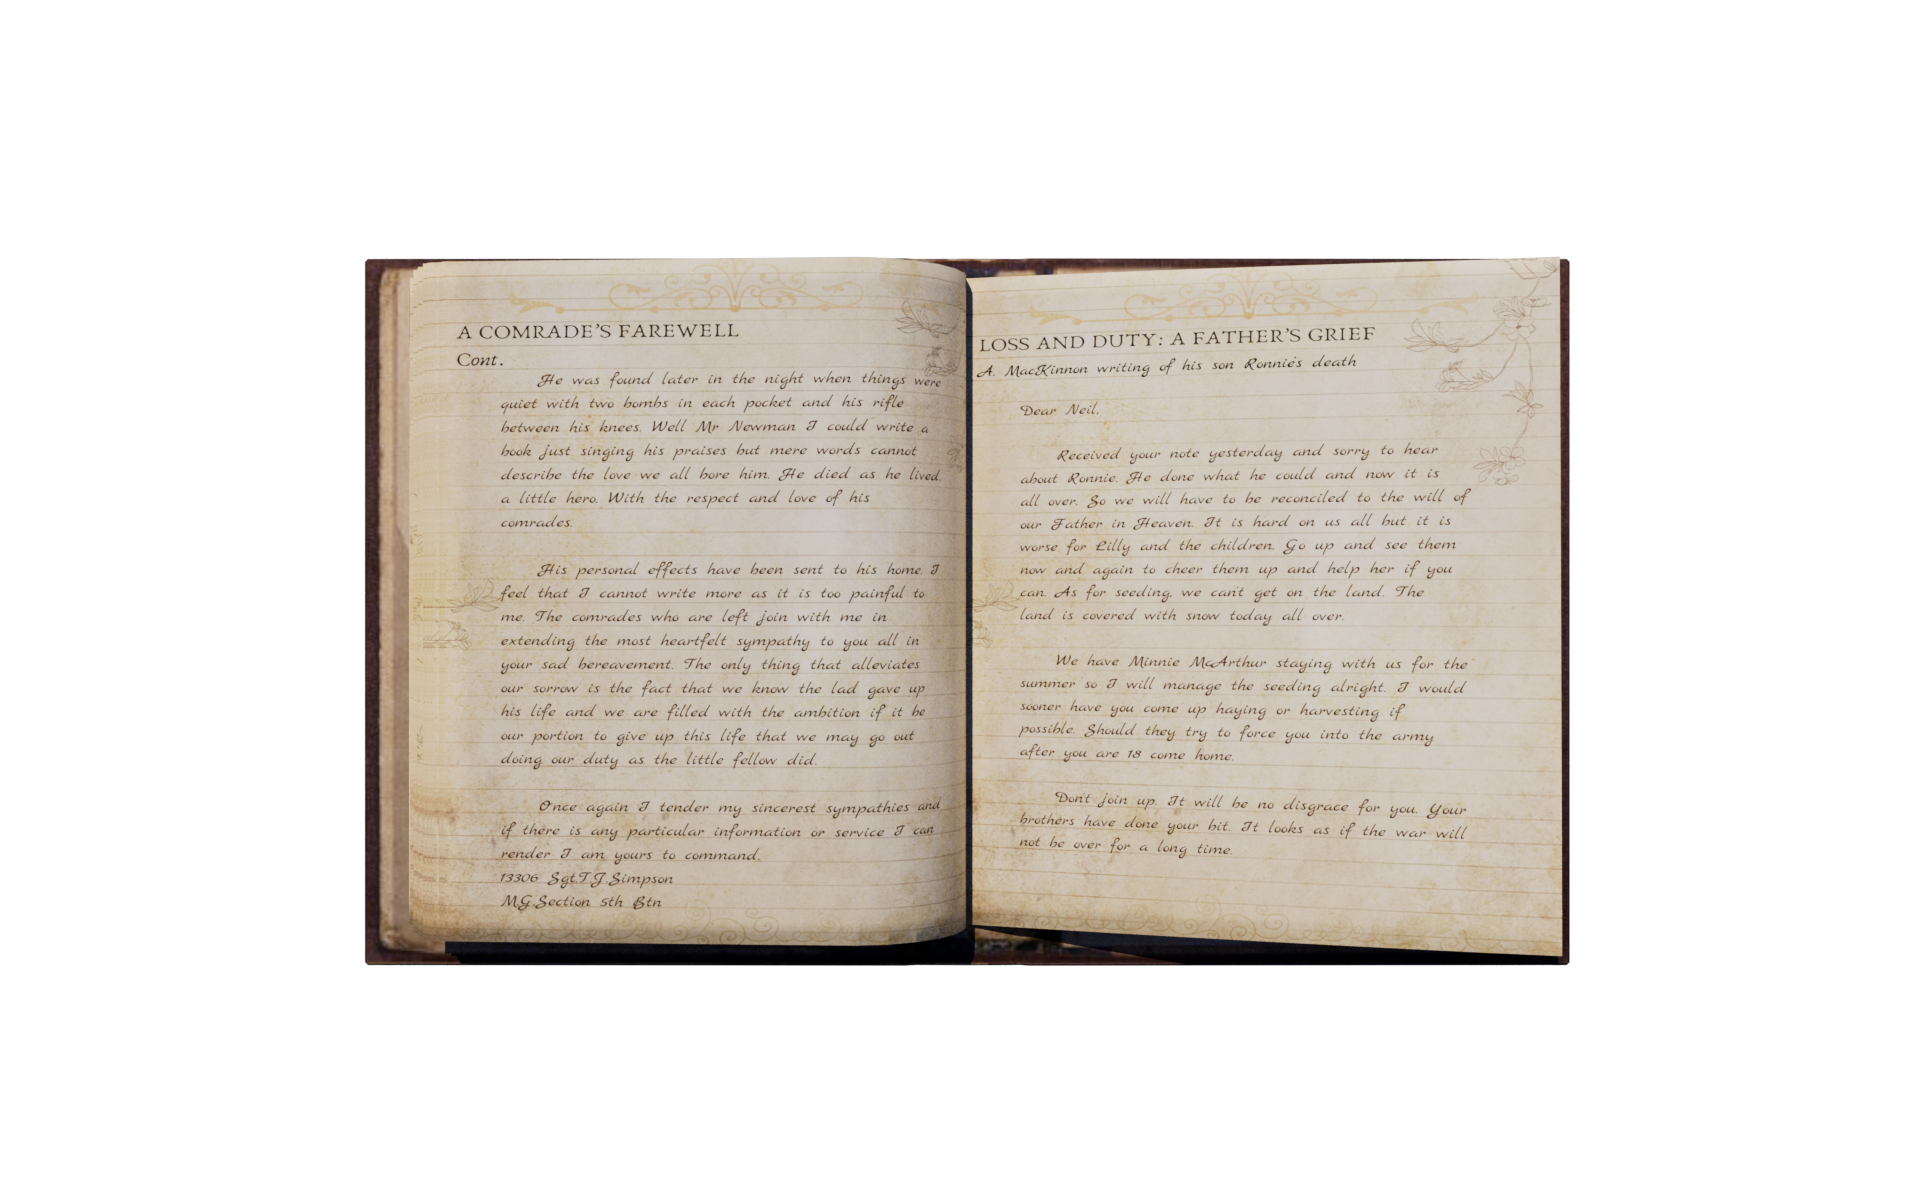 A COMRADE'S FAREWELL
Cont.
He was found later in the night when things were
quiet with two bombs in each pocket and his rifle
between his knees. Well Mr Newman I could write a
book just singing his praises but mere words cannot
describe the love we all bore him. He died as he lived,
a little hero. With the respect and love of his
comrades.
His personal effects have been sent to his home. I
feel that I cannot write more as it is too painful to
me. The comrades who are left join with me in
extending the most heartfelt sympathy to you all in
your sad bereavement. The only thing that alleviates
our sorrow is the fact that we know the lad gave up
his life and we are filled with the ambition if it be
our portion to give up this life that we may go out
doing our duty as the little fellow did.
Once again I tender my sincerest sympathies and
if there is any particular information or service I can
render I am yours to command.
13306 Sgt.T.J.Simpson
M.G.Section 5th Btn
LOSS AND DUTY: A FATHER'S GRIEF
A. MacKinnon writing of his son Ronnie's death
Dear Neil,
Received your note yesterday and sorry to hear
about Ronnie. He done what he could and now it is
all over. So we will have to be reconciled to the will of
our Father in Heaven. It is hard on us all but it is
worse for Lilly and the children. Go up and see them
now and again to cheer them up and help her if you
can. As for seeding, we can't get on the land. The
land is covered with snow today all over.
We have Minnie McArthur staying with us for the
summer so I will manage the seeding alright. I would
sooner have you come up haying or harvesting if
possible. Should they try to force you into the army
after you are 18 come home.
Don't join up. It will be no disgrace for you. Your
brothers have done your bit. It looks as if the war will
not be over for a long time.